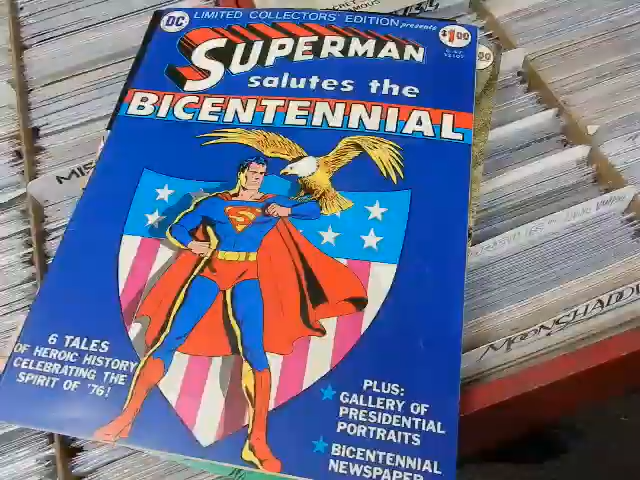 DC
LIMITED COLLECTORS' EDITION presents
$1.00
SUPERMAN
salutes the
BICENTENNIAL
S
6 TALES
OF HEROIC HISTORY
CELEBRATING THE
SPIRIT OF '76!
PLUS:
GALLERY OF
PRESIDENTIAL
PORTRAITS
BICENTENNIAL
NEWSPAPER
MOONSHADOW